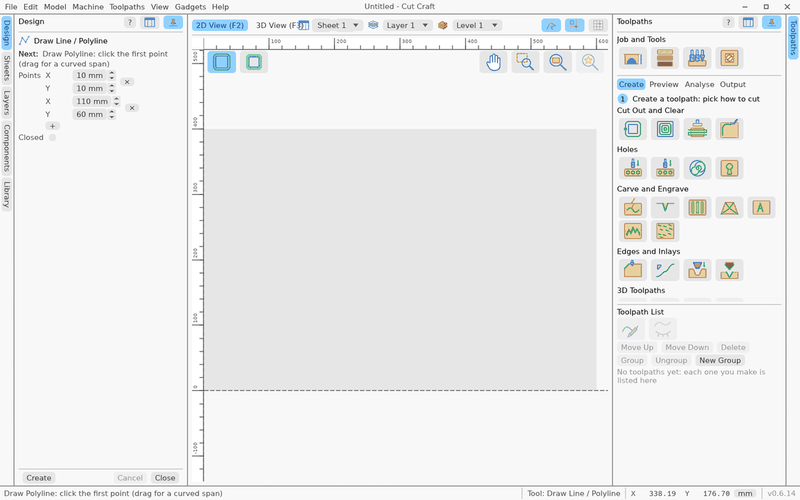 File Edit Model Machine Toolpaths View Gadgets Help
Untitled - Cut Craft
Design
Sheets
Layers
Components
Library
Design
?
Draw Line / Polyline
Next: Draw Polyline: click the first point
(drag for a curved span)
Points X 10 mm
Y 10 mm
X 110 mm
Y 60 mm
+
Closed
Create Cancel Close
2D View (F2) 3D View (F3) Sheet 1 Layer 1 Level 1
100 200 300 400 500 600
500
400
300
200
100
0
-100
Toolpaths
?
Job and Tools
Create Preview Analyse Output
1 Create a toolpath: pick how to cut
Cut Out and Clear
Holes
Carve and Engrave
A
Edges and Inlays
3D Toolpaths
Toolpath List
Move Up Move Down Delete
Group Ungroup New Group
No toolpaths yet: each one you make is
listed here
Toolpaths
Draw Polyline: click the first point (drag for a curved span)
Tool: Draw Line / Polyline X 338.19 Y 176.70 mm v0.6.14